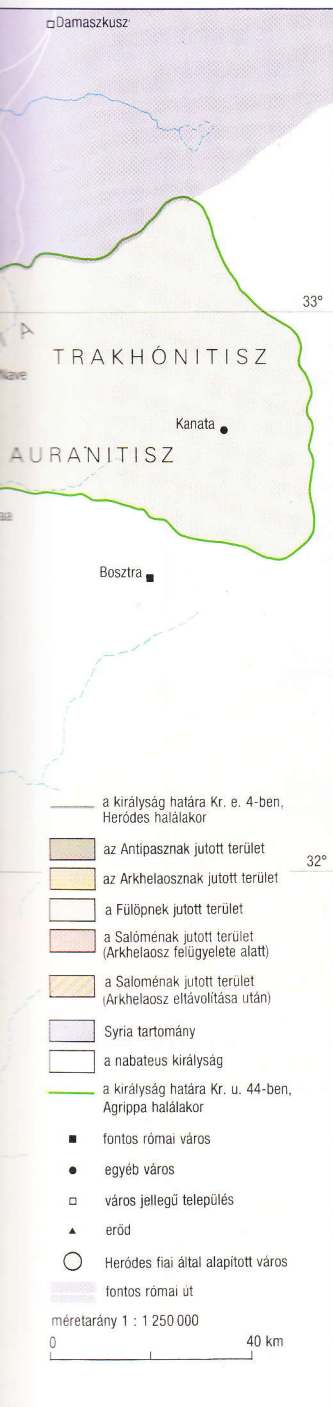 Damaszkusz
33°
T A
TRAKHÓNITISZ
Nave
Kanata
AURANITISZ
aa
Bosztra
a királyság határa Kr. e. 4-ben,
Heródes halálakor
az Antipasznak jutott terület
32°
az Arkhelaosznak jutott terület
a Fülöpnek jutott terület
a Salóménak jutott terület
(Arkhelaosz felügyelete alatt)
a Saloménak jutott terület
(Arkhelaosz eltávolítása után)
Syria tartomány
a nabateus királyság
a királyság határa Kr. u. 44-ben,
Agrippa halálakor
fontos római város
egyéb város
város jellegű település
erőd
Heródes fiai által alapított város
fontos római út
méretarány 1 : 1 250 000
0 40 km